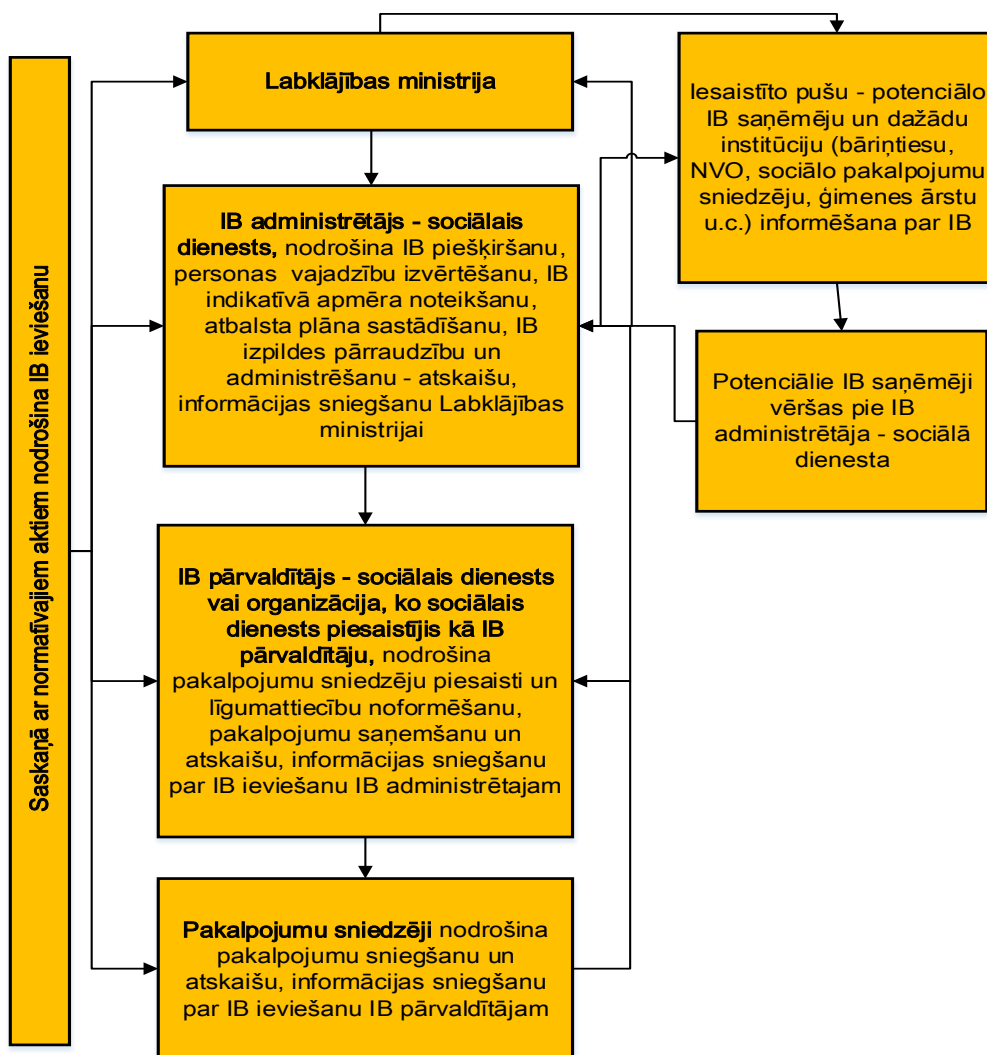 Saskaņā ar normatīvajiem aktiem nodrošina IB ieviešanu
Labklājības ministrija
IB administrētājs - sociālais
dienests, nodrošina IB piešķiršanu,
personas vajadzību izvērtēšanu, IB
indikatīvā apmēra noteikšanu,
atbalsta plāna sastādīšanu, IB
izpildes pārraudzību un
administrēšanu - atskaišu,
informācijas sniegšanu Labklājības
ministrijai
IB pārvaldītājs - sociālais dienests
vai organizācija, ko sociālais
dienests piesaistījis kā IB
pārvaldītāju, nodrošina
pakalpojumu sniedzēju piesaisti un
līgumattiecību noformēšanu,
pakalpojumu saņemšanu un
atskaišu, informācijas sniegšanu
par IB ieviešanu IB administrētajam
Pakalpojumu sniedzēji nodrošina
pakalpojumu sniegšanu un
atskaišu, informācijas sniegšanu
par IB ieviešanu IB pārvaldītājam
Iesaistīto pušu - potenciālo
IB saņēmēju un dažādu
institūciju (bāriņtiesu,
NVO, sociālo pakalpojumu
sniedzēju, ģimenes ārstu
u.c.) informēšana par IB
Potenciālie IB saņēmēji
vēršas pie IB
administrētāja - sociālā
dienesta